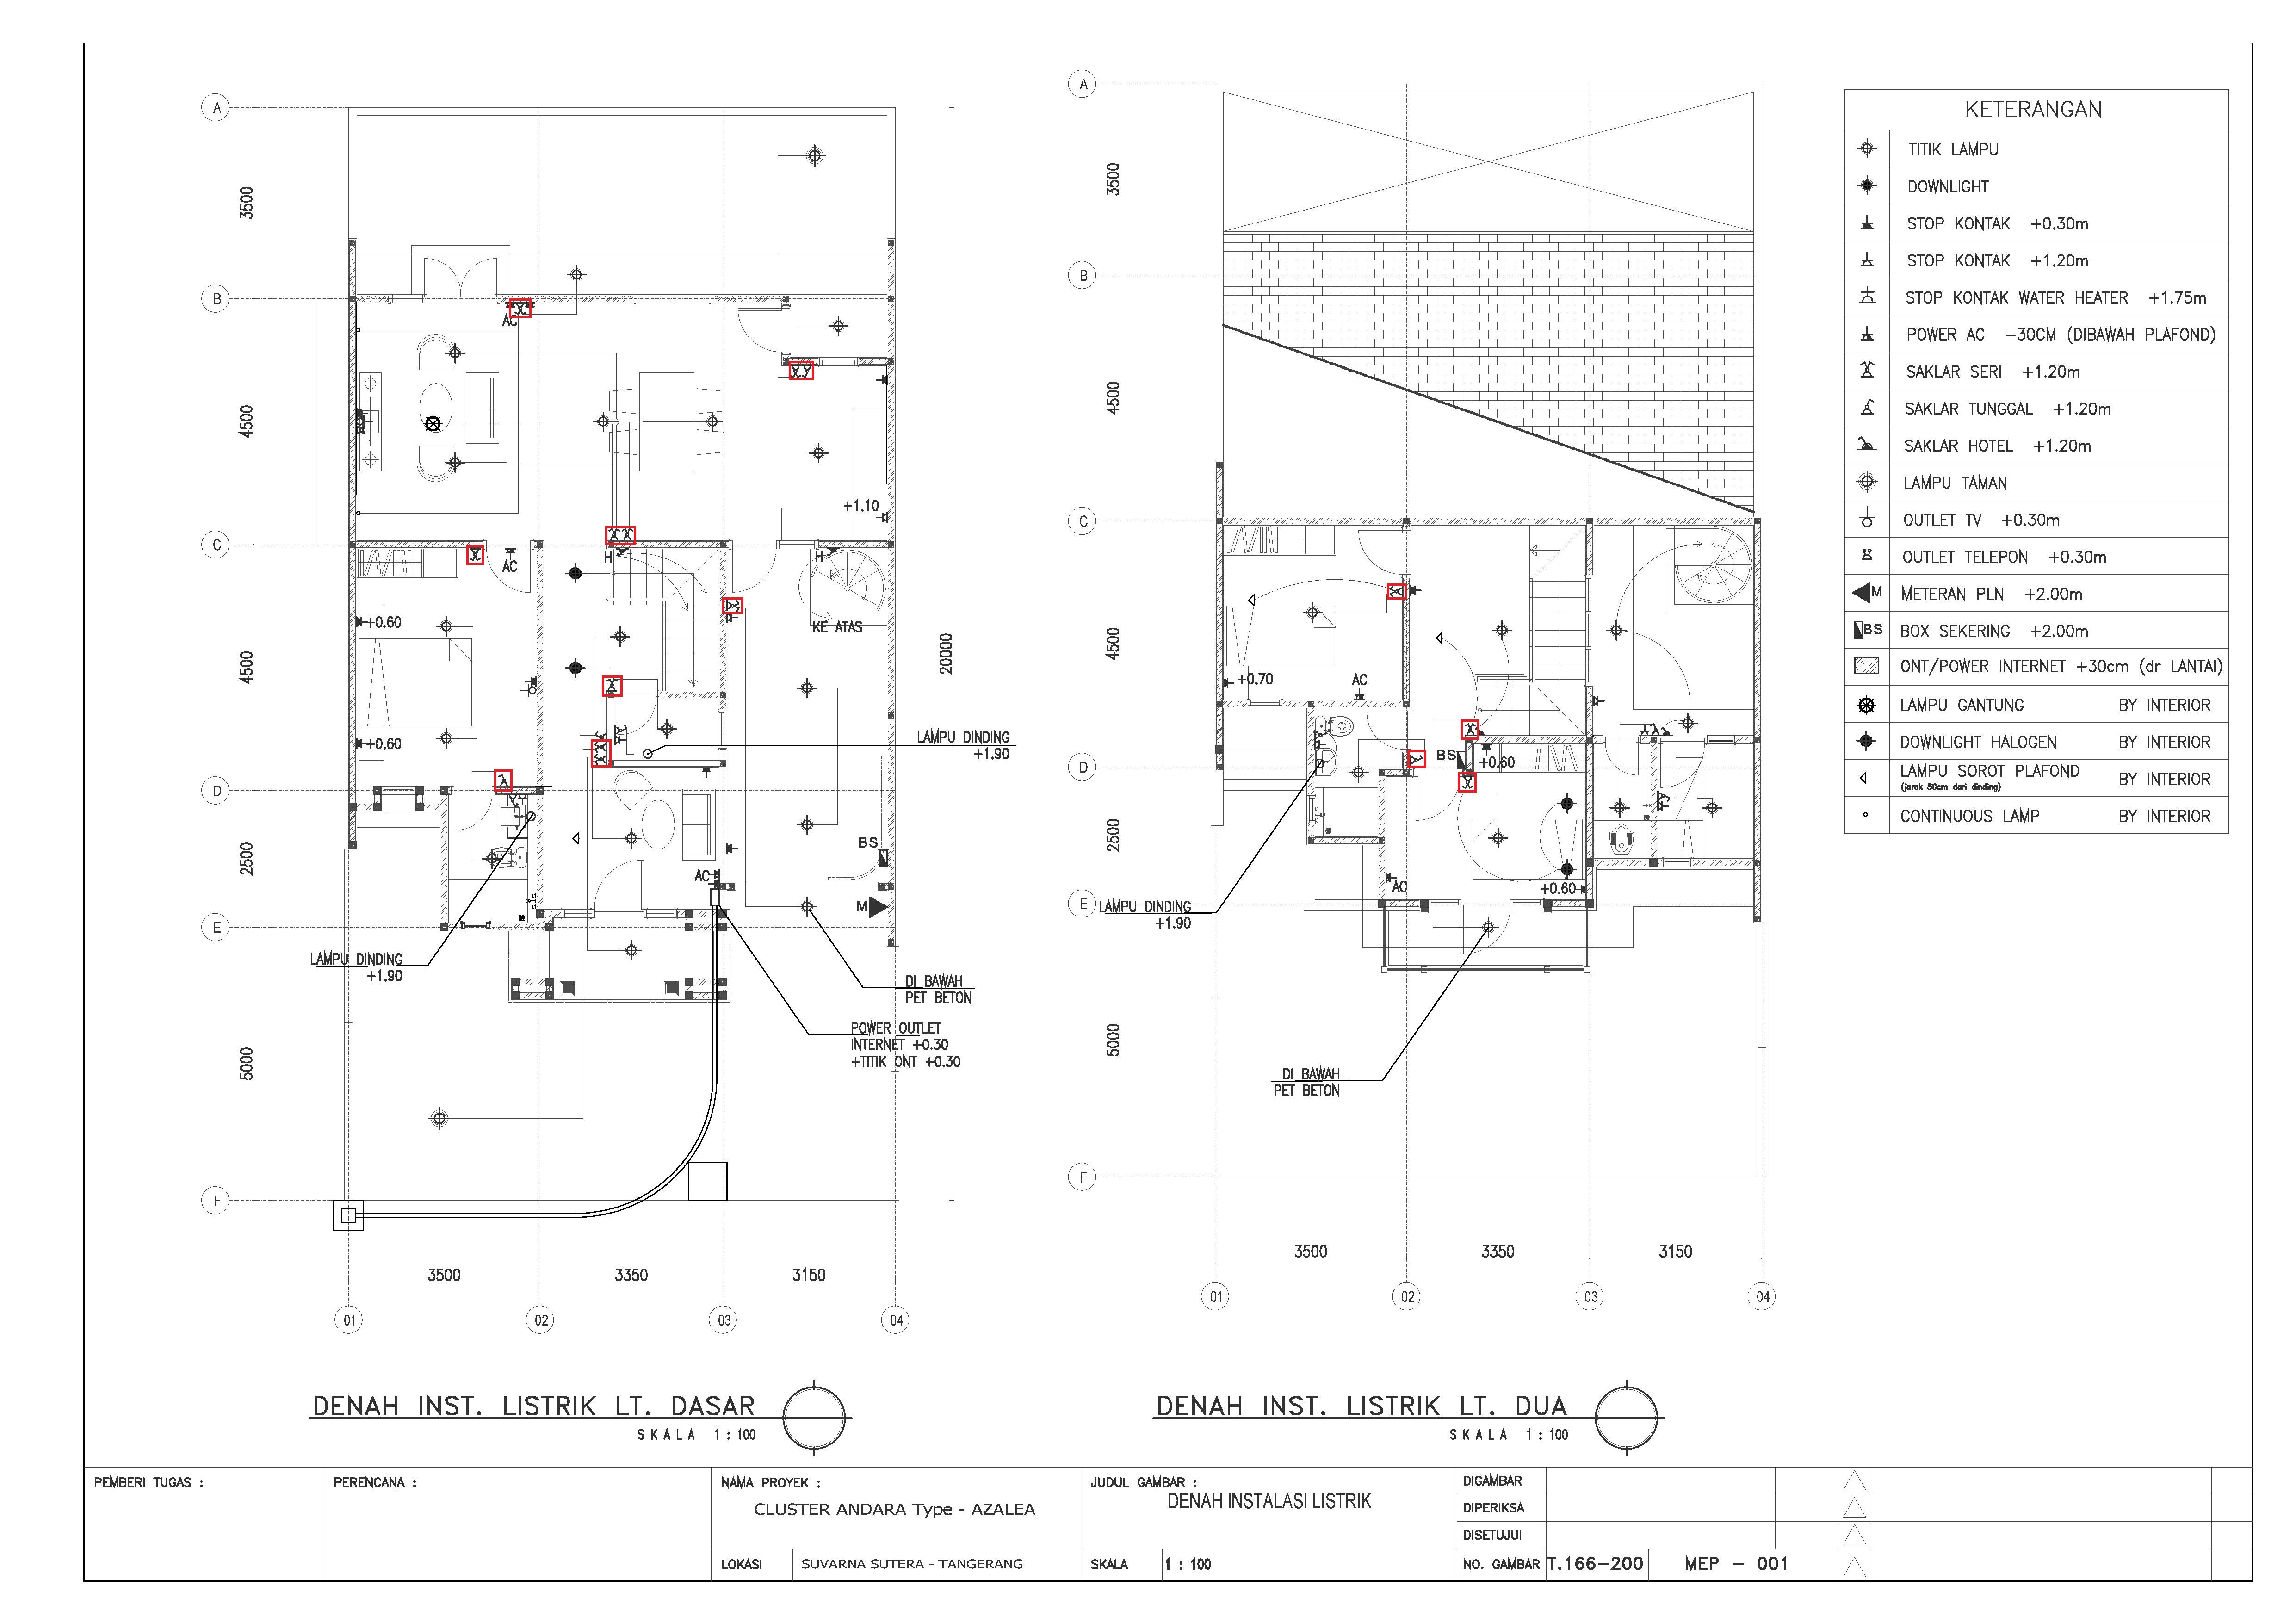 A
3500
B
AC
4500
+1.10
C
H
H
AC
+0.60
KE ATAS
4500
20000
+0.60
LAMPU DINDING
+1.90
D
BS
2500
AC
M
E
LAMPU DINDING
+1.90
DI BAWAH
PET BETON
POWER OUTLET
INTERNET +0.30
+TITIK ONT +0.30
5000
F
3500
3350
3150
01
02
03
04
DENAH INST. LISTRIK LT. DASAR
SKALA 1 : 100
A
3500
B
4500
C
4500
+0.70
AC
BS
+0.60
D
2500
AC
+0.60
E
LAMPU DINDING
+1.90
5000
DI BAWAH
PET BETON
F
3500
3350
3150
01
02
03
04
DENAH INST. LISTRIK LT. DUA
SKALA 1 : 100
KETERANGAN
TITIK LAMPU
DOWNLIGHT
STOP KONTAK +0.30m
STOP KONTAK +1.20m
STOP KONTAK WATER HEATER +1.75m
POWER AC -30CM (DIBAWAH PLAFOND)
SAKLAR SERI +1.20m
SAKLAR TUNGGAL +1.20m
SAKLAR HOTEL +1.20m
LAMPU TAMAN
OUTLET TV +0.30m
OUTLET TELEPON +0.30m
M METERAN PLN +2.00m
BS BOX SEKERING +2.00m
ONT/POWER INTERNET +30cm (dr LANTAI)
LAMPU GANTUNG BY INTERIOR
DOWNLIGHT HALOGEN BY INTERIOR
LAMPU SOROT PLAFOND BY INTERIOR
(jarak 50cm dari dinding)
CONTINUOUS LAMP BY INTERIOR
PEMBERI TUGAS :
PERENCANA :
NAMA PROYEK :
CLUSTER ANDARA Type - AZALEA
LOKASI SUVARNA SUTERA - TANGERANG
JUDUL GAMBAR :
DENAH INSTALASI LISTRIK
SKALA 1 : 100
DIGAMBAR
DIPERIKSA
DISETUJUI
NO. GAMBAR T.166-200 MEP - 001